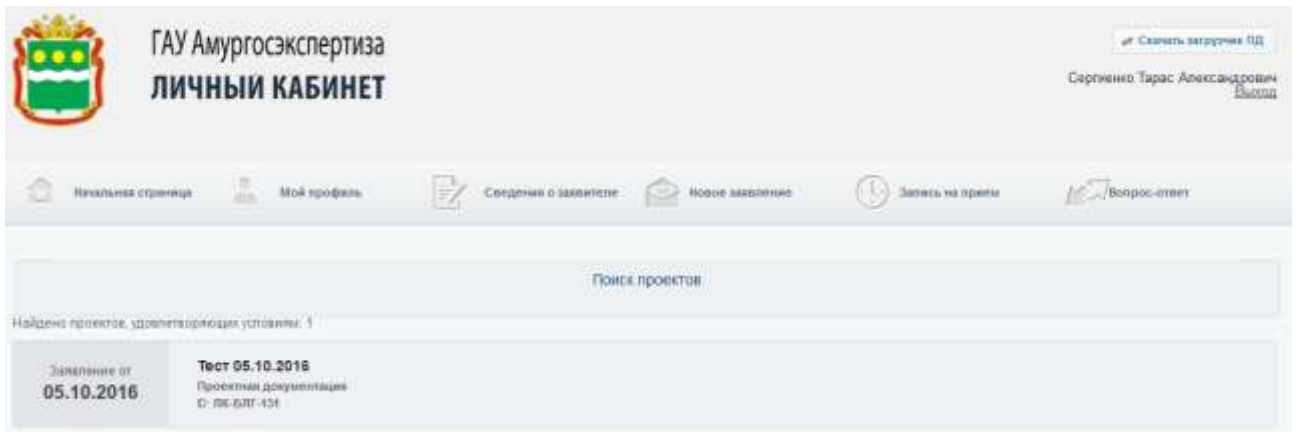 ГАУ Амургосэкспертиза
ЛИЧНЫЙ КАБИНЕТ
Скачать загрузчик ПД
Сергиенко Тарас Александрович
Выход
Начальная страница
Мой профиль
Сведения о заявителе
Новое заявление
Запись на прием
Вопрос-ответ
Поиск проектов
Найдено проектов, удовлетворяющих условиям: 1
Заявление от
05.10.2016
Тест 05.10.2016
Проектная документация